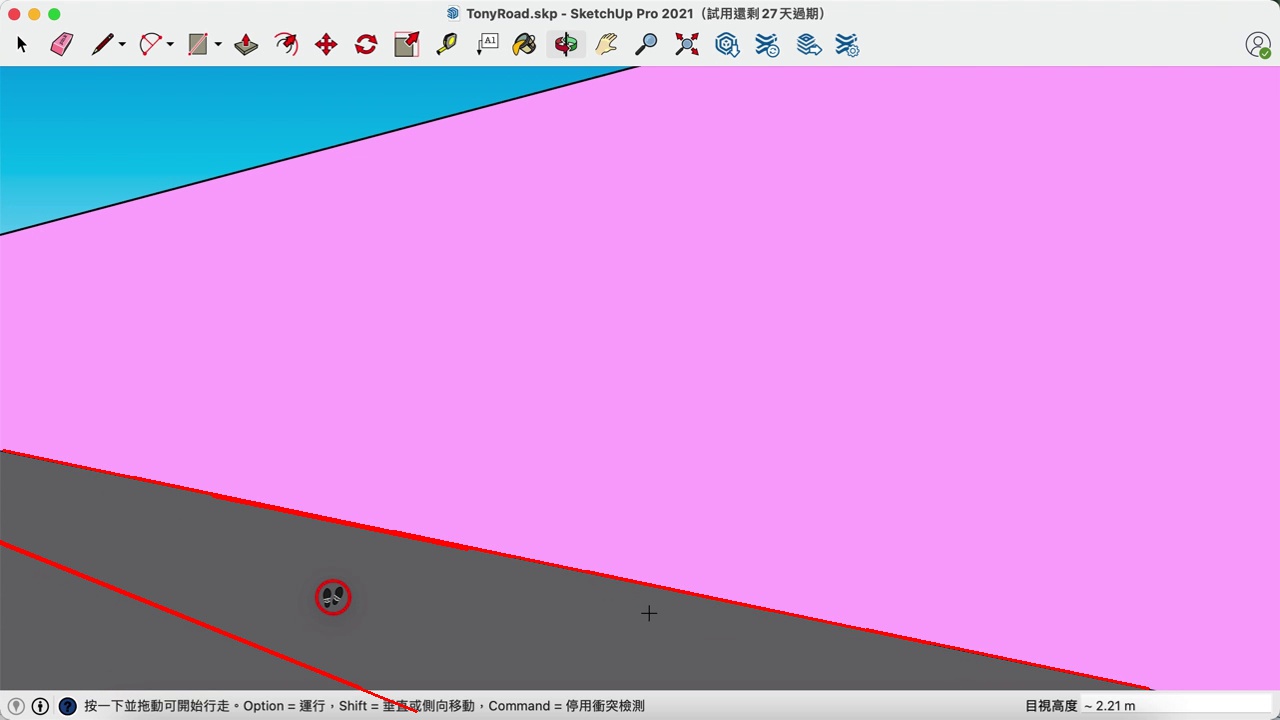 TonyRoad.skp - SketchUp Pro 2021 (試用還剩 27 天過期)
A1
按一下並拖動可開始行走。Option = 運行，Shift = 垂直或側向移動，Command = 停用衝突檢測
目視高度 ~ 2.21 m